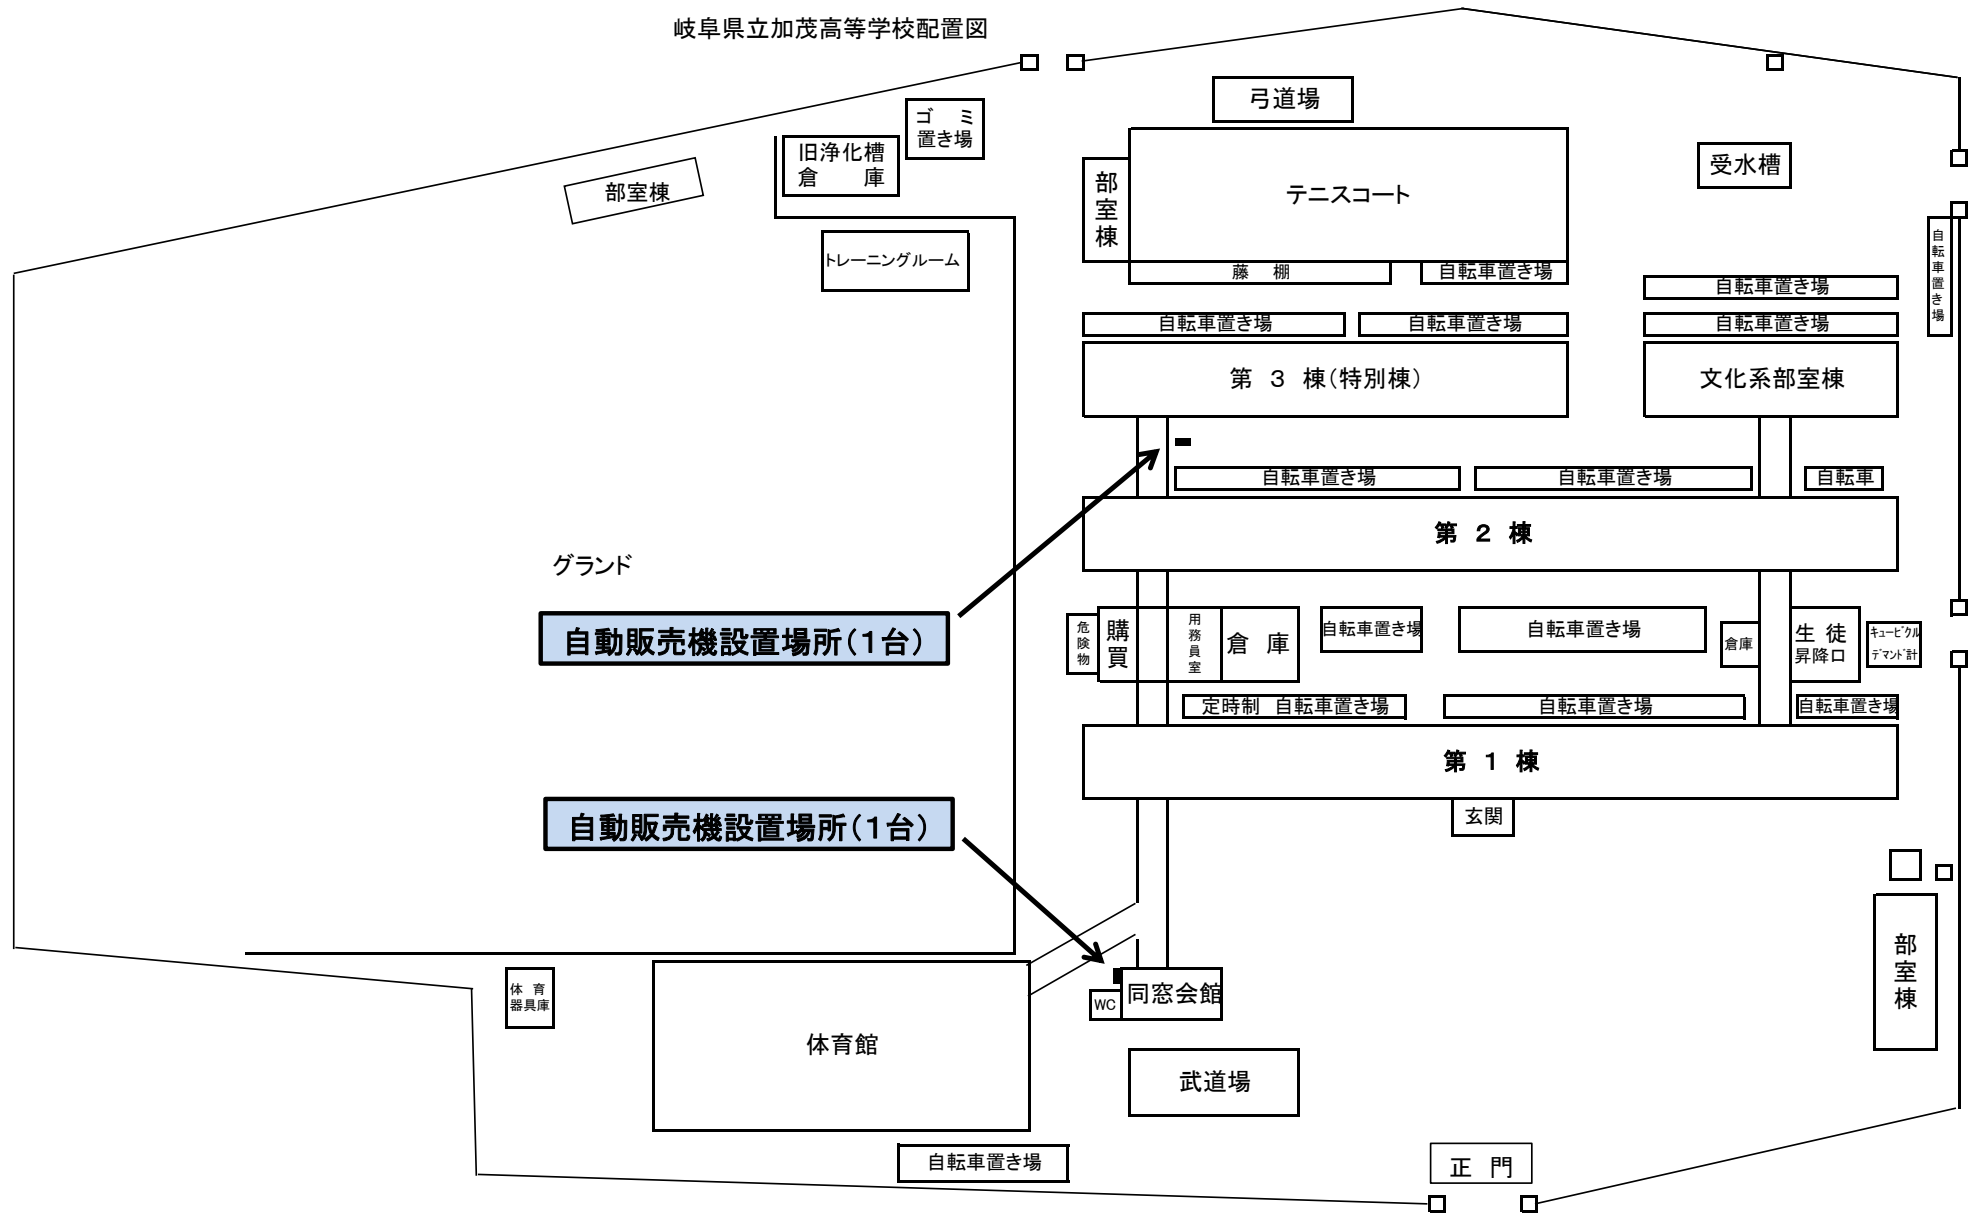 岐阜県立加茂高等学校配置図
弓道場
ゴ ミ
置き場
旧浄化槽
倉 庫
部室棟
部室棟
テニスコート
受水槽
自転車置き場
トレーニングルーム
藤 棚
自転車置き場
自転車置き場
自転車置き場
自転車置き場
自転車置き場
第 3 棟(特別棟)
文化系部室棟
自転車置き場
自転車置き場
自転車
第 2 棟
グランド
自動販売機設置場所(1台)
危険物
購買
用務員室
倉 庫
自転車置き場
自転車置き場
倉庫
生 徒
昇降口
キュービクル
デマンド計
定時制 自転車置き場
自転車置き場
自転車置き場
第 1 棟
玄関
自動販売機設置場所(1台)
部室棟
体 育
器具庫
体育館
WC
同窓会館
武道場
自転車置き場
正 門